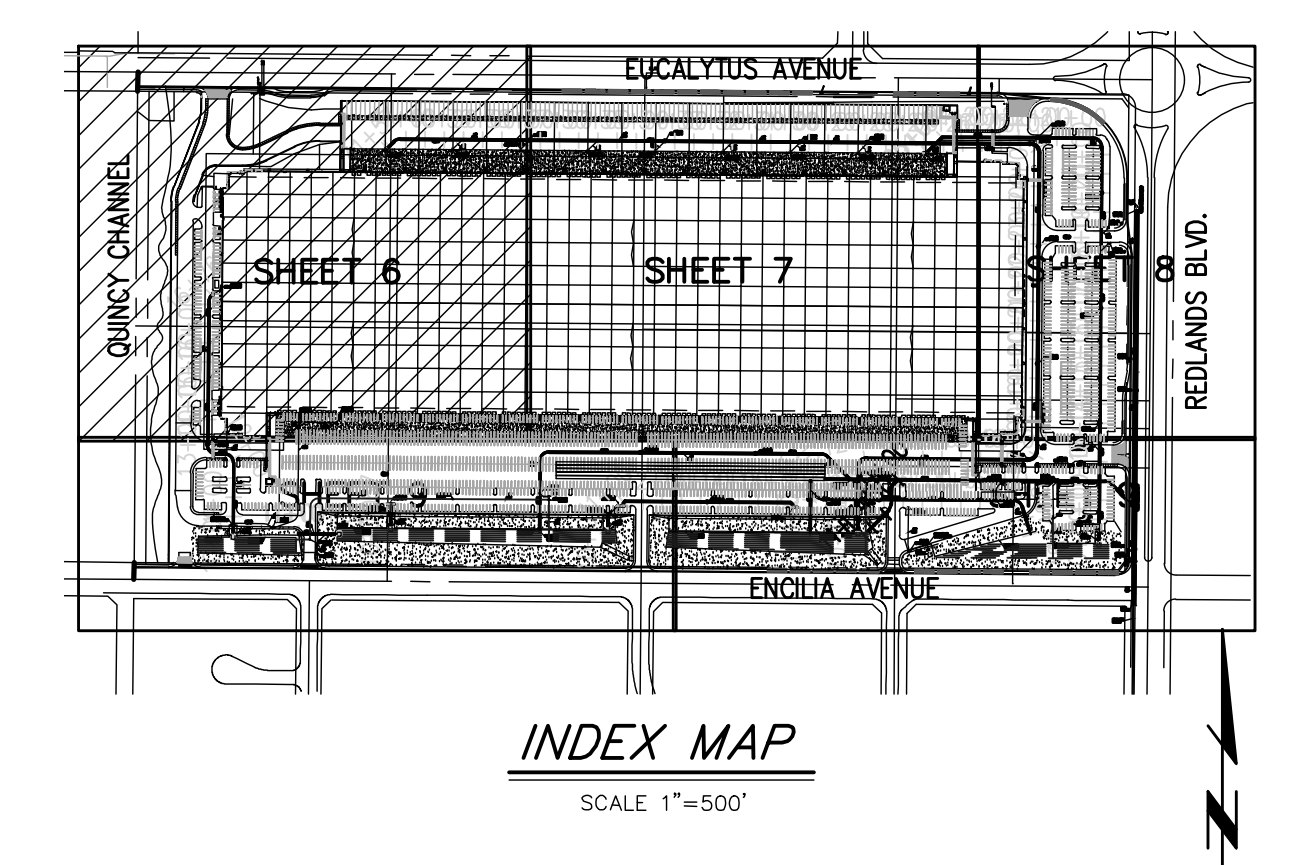 EUCALYTUS AVENUE
QUINCY CHANNEL
SHEET 6
SHEET 7
8
REDLANDS BLVD.
ENCILIA AVENUE
INDEX MAP
SCALE 1"=500'
N